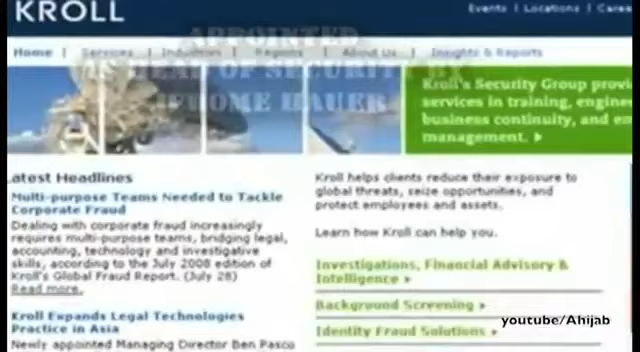 KROLL
Events | Locations | Caree
Home | Services | Industries | Regions | About Us | Insights & Reports
APPOINTED
AS HEAD OF SECURITY BY
JEROME HAUER
Kroll's Security Group provi
services in training, enginee
business continuity, and em
management.
atest Headlines
Multi-purpose Teams Needed to Tackle
Corporate Fraud
Dealing with corporate fraud increasingly
requires multi-purpose teams, bridging legal,
accounting, technology and investigative
skills, according to the July 2008 edition of
Kroll's Global Fraud Report. (July 28)
Read more.
Kroll Expands Legal Technologies
Practice in Asia
Newly appointed Managing Director Ben Pasco
Kroll helps clients reduce their exposure to
global threats, seize opportunities, and
protect employees and assets.
Learn how Kroll can help you.
Investigations, Financial Advisory &
Intelligence
Background Screening
Identity Fraud Solutions
youtube/Ahijab